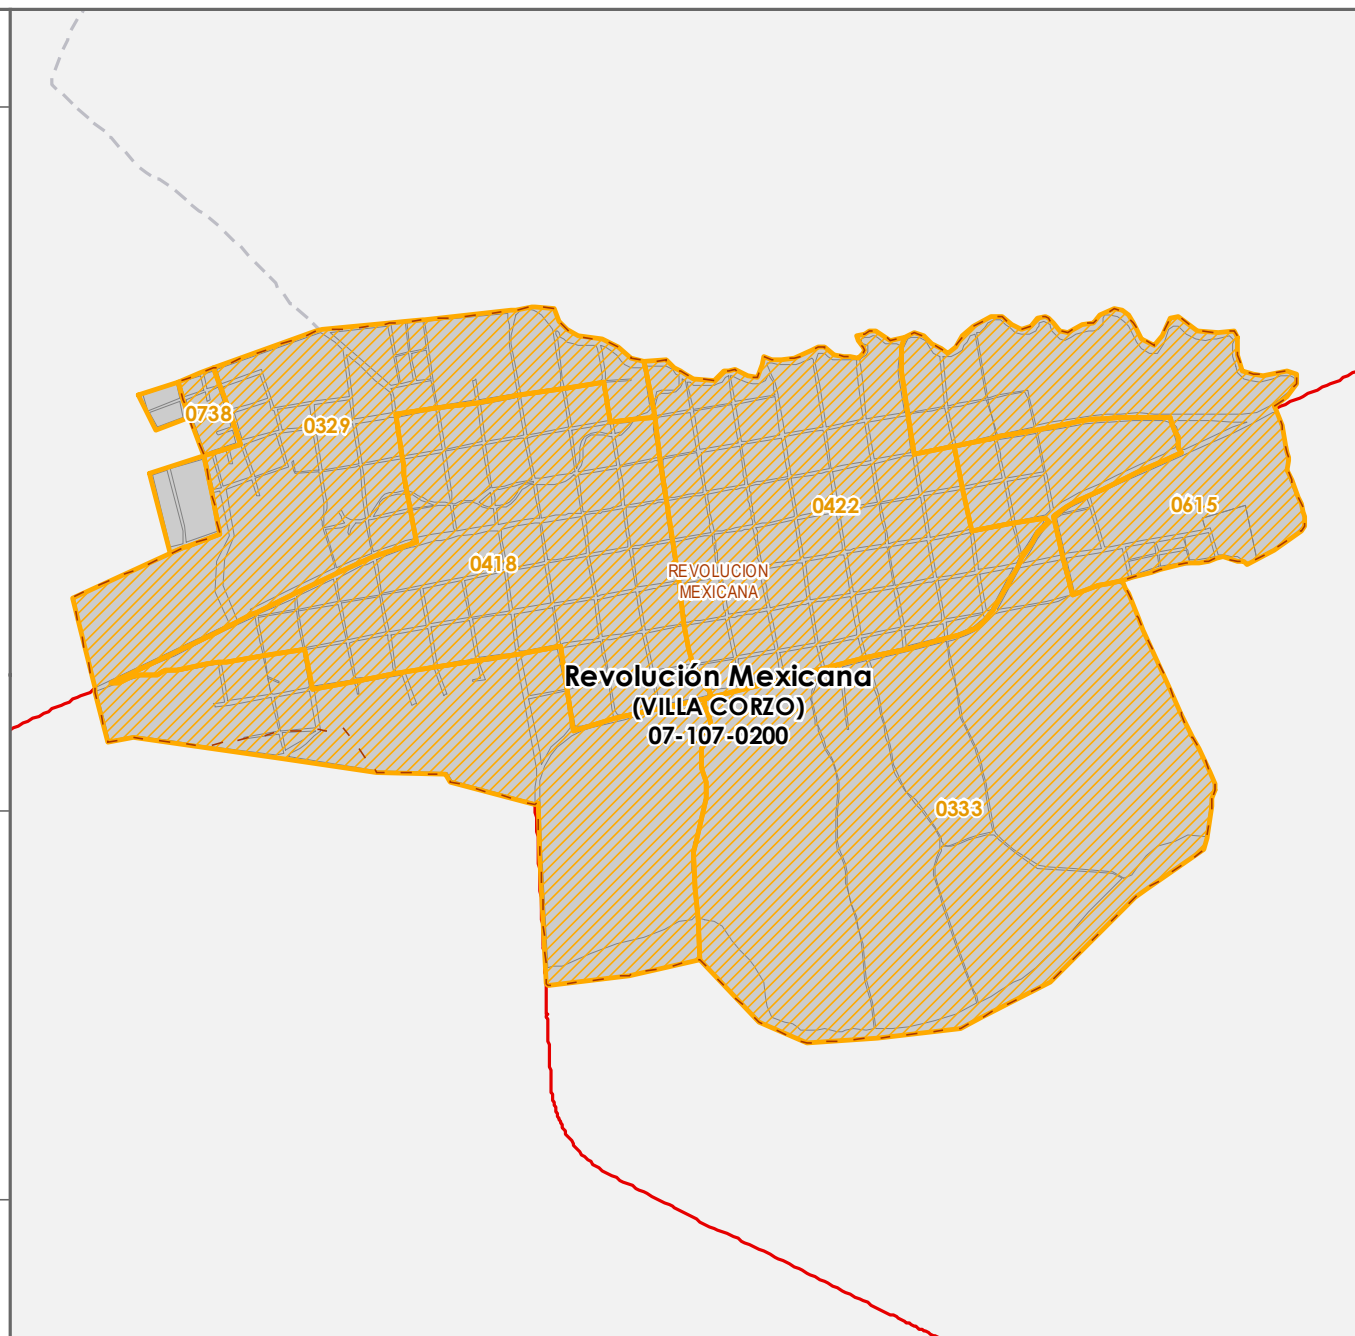 0738
0329
0422
0615
0418
REVOLUCION
MEXICANA
Revolución Mexicana
(VILLA CORZO)
07-107-0200
0333